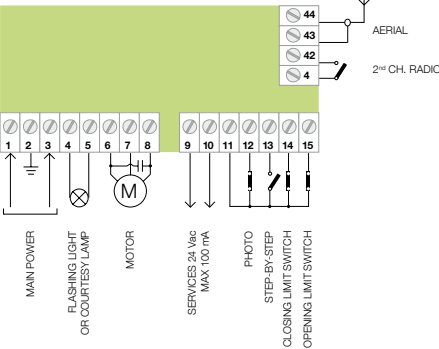 44
43
AERIAL
42
4
2nd CH. RADIO
1 2 3 4 5 6 7 8 9 10 11 12 13 14 15
M
MAIN POWER
FLASHING LIGHT
OR COURTESY LAMP
MOTOR
SERVICES 24 Vac
MAX 100 mA
PHOTO
STEP-BY-STEP
CLOSING LIMIT SWITCH
OPENING LIMIT SWITCH